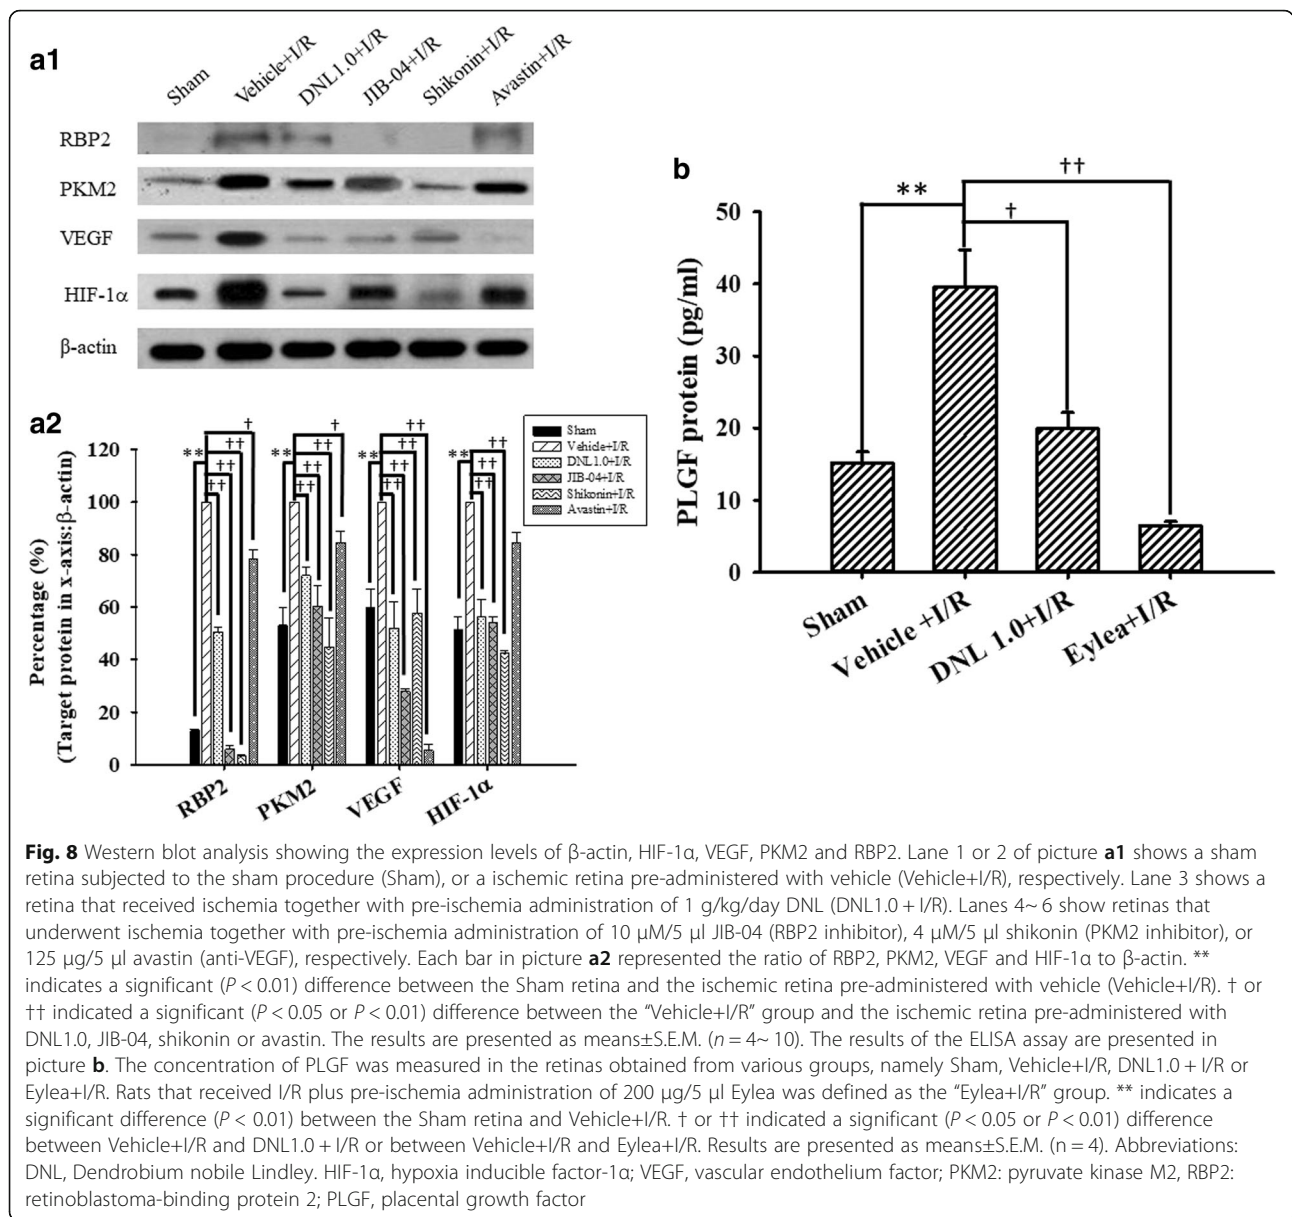 a1
Sham
Vehicle+I/R
DNL1.0+I/R
JIB-04+I/R
Shikonin+I/R
Avastin+I/R
RBP2
PKM2
VEGF
HIF-1α
β-actin
a2
Percentage (%)
(Target protein in x-axis:β-actin)
120
100
80
60
40
20
0
** †† †† †† †
** †† †† †† †
** †† †† ††
** †† †† ††
Sham
Vehicle+I/R
DNL1.0+I/R
JIB-04+I/R
Shikonin+I/R
Avastin+I/R
RBP2
PKM2
VEGF
HIF-1α
b
PLGF protein (pg/ml)
50
40
30
20
10
0
**
†
††
Sham
Vehicle +I/R
DNL 1.0+I/R
Eylea+I/R
Fig. 8 Western blot analysis showing the expression levels of β-actin, HIF-1α, VEGF, PKM2 and RBP2. Lane 1 or 2 of picture a1 shows a sham
retina subjected to the sham procedure (Sham), or a ischemic retina pre-administered with vehicle (Vehicle+I/R), respectively. Lane 3 shows a
retina that received ischemia together with pre-ischemia administration of 1 g/kg/day DNL (DNL1.0 + I/R). Lanes 4~ 6 show retinas that
underwent ischemia together with pre-ischemia administration of 10 μM/5 μl JIB-04 (RBP2 inhibitor), 4 μM/5 μl shikonin (PKM2 inhibitor), or
125 μg/5 μl avastin (anti-VEGF), respectively. Each bar in picture a2 represented the ratio of RBP2, PKM2, VEGF and HIF-1α to β-actin. **
indicates a significant (P < 0.01) difference between the Sham retina and the ischemic retina pre-administered with vehicle (Vehicle+I/R). † or
†† indicated a significant (P < 0.05 or P < 0.01) difference between the “Vehicle+I/R” group and the ischemic retina pre-administered with
DNL1.0, JIB-04, shikonin or avastin. The results are presented as means±S.E.M. (n = 4~ 10). The results of the ELISA assay are presented in
picture b. The concentration of PLGF was measured in the retinas obtained from various groups, namely Sham, Vehicle+I/R, DNL1.0 + I/R or
Eylea+I/R. Rats that received I/R plus pre-ischemia administration of 200 μg/5 μl Eylea was defined as the “Eylea+I/R” group. ** indicates a
significant difference (P < 0.01) between the Sham retina and Vehicle+I/R. † or †† indicated a significant (P < 0.05 or P < 0.01) difference
between Vehicle+I/R and DNL1.0 + I/R or between Vehicle+I/R and Eylea+I/R. Results are presented as means±S.E.M. (n = 4). Abbreviations:
DNL, Dendrobium nobile Lindley. HIF-1α, hypoxia inducible factor-1α; VEGF, vascular endothelium factor; PKM2: pyruvate kinase M2, RBP2:
retinoblastoma-binding protein 2; PLGF, placental growth factor